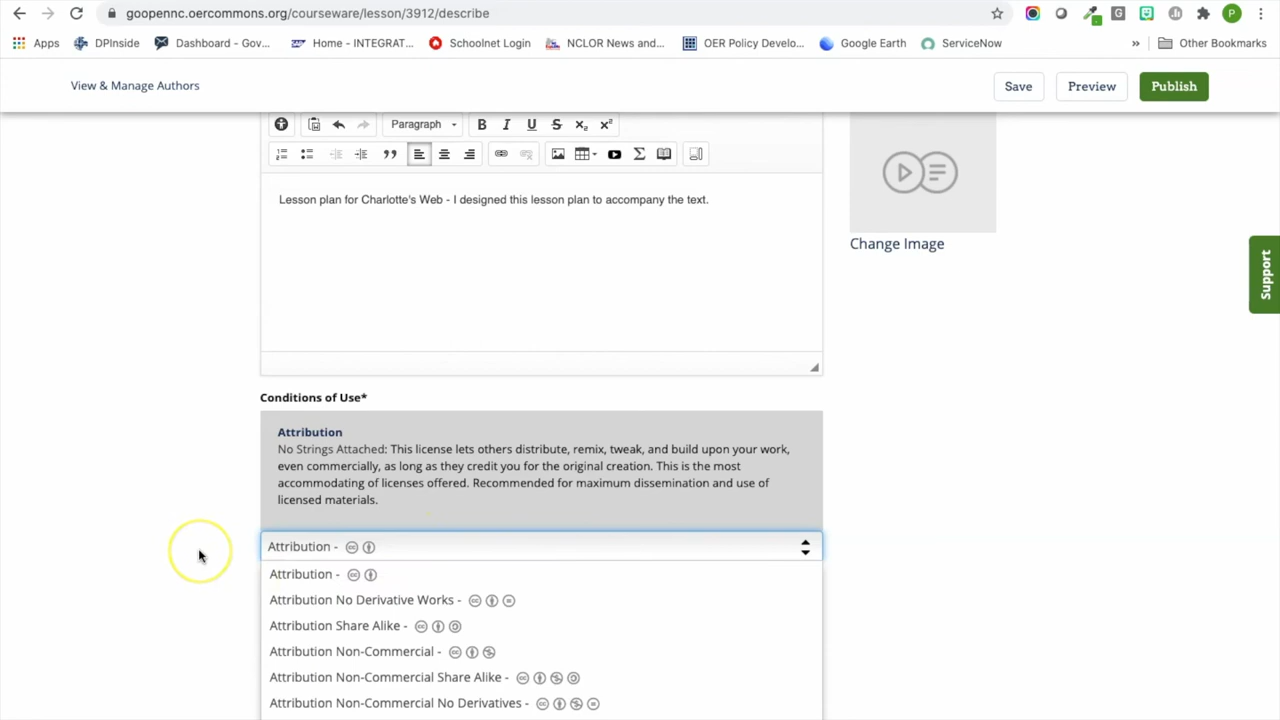 goopennc.oercommons.org/courseware/lesson/3912/describe
P
Apps DPInside Dashboard - Gov... Home - INTEGRAT... Schoolnet Login NCLOR News and... OER Policy Develo... Google Earth ServiceNow » Other Bookmarks
View & Manage Authors Save Preview Publish
Paragraph B I U S x₂ x²
Lesson plan for Charlotte's Web - I designed this lesson plan to accompany the text.
Change Image
Support
Conditions of Use*
Attribution
No Strings Attached: This license lets others distribute, remix, tweak, and build upon your work,
even commercially, as long as they credit you for the original creation. This is the most
accommodating of licenses offered. Recommended for maximum dissemination and use of
licensed materials.
Attribution -
Attribution -
Attribution No Derivative Works -
Attribution Share Alike -
Attribution Non-Commercial -
Attribution Non-Commercial Share Alike -
Attribution Non-Commercial No Derivatives -